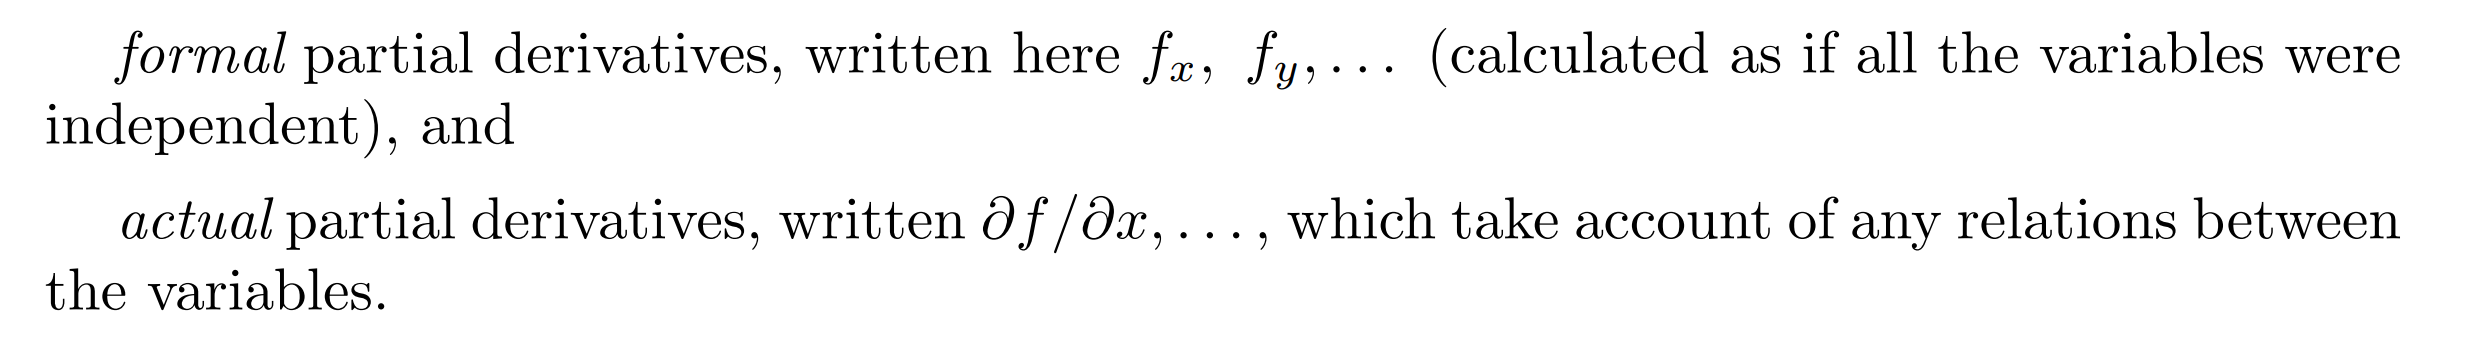 formal partial derivatives, written here fₓ, f_y, . . . (calculated as if all the variables were
independent), and
actual partial derivatives, written ∂f/∂x, . . . , which take account of any relations between
the variables.